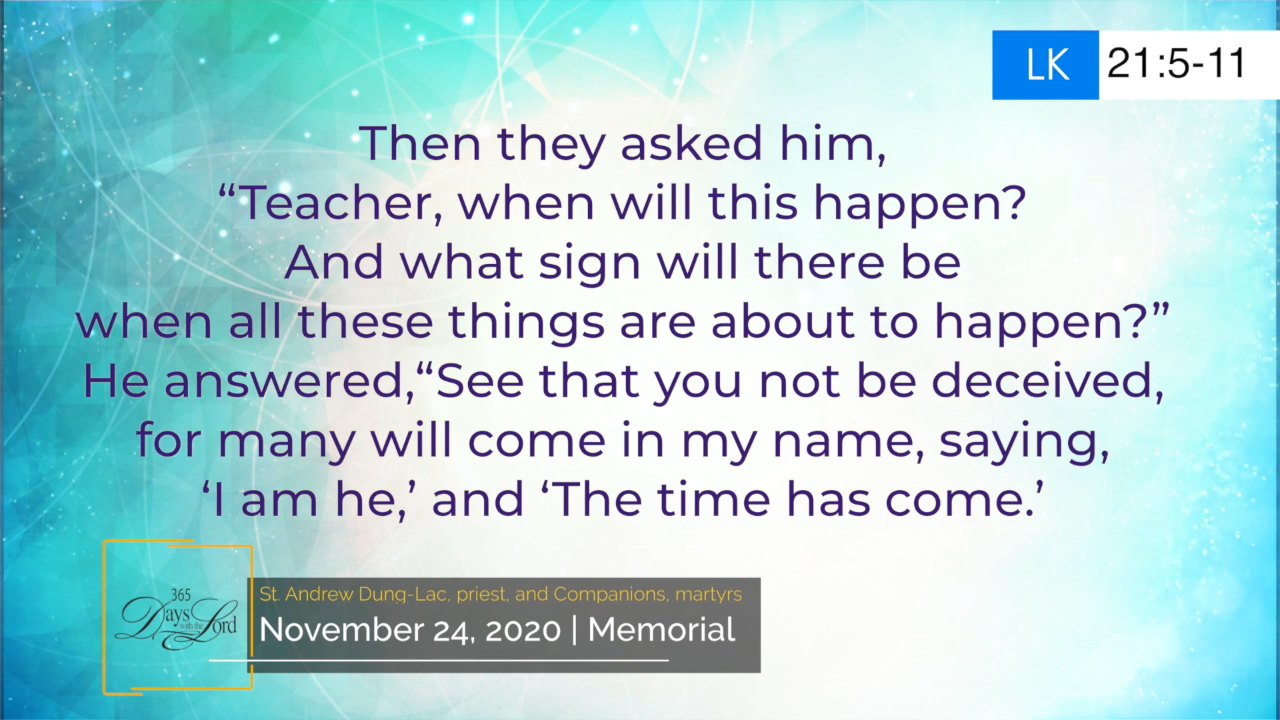 LK 21:5-11
Then they asked him,
“Teacher, when will this happen?
And what sign will there be
when all these things are about to happen?”
He answered,“See that you not be deceived,
for many will come in my name, saying,
‘I am he,’ and ‘The time has come.’
365
Days with the Lord
St. Andrew Dung-Lac, priest, and Companions, martyrs
November 24, 2020 | Memorial